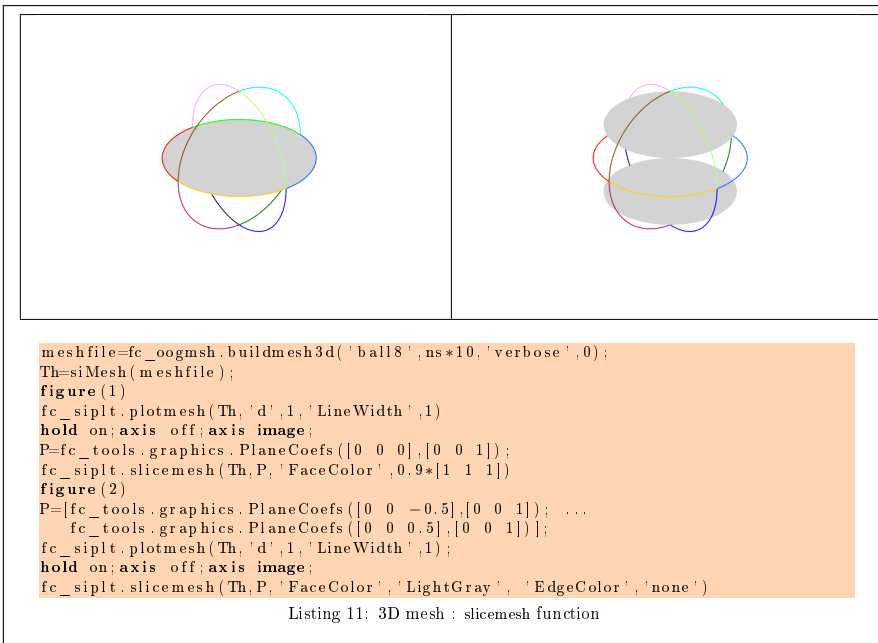 meshfile=fc_oogmsh.buildmesh3d('ball8',ns*10,'verbose',0);
Th=siMesh(meshfile);
figure(1)
fc_siplt.plotmesh(Th,'d',1,'LineWidth',1)
hold on;axis off;axis image;
P=fc_tools.graphics.PlaneCoefs([0 0 0],[0 0 1]);
fc_siplt.slicemesh(Th,P,'FaceColor',0.9*[1 1 1])
figure(2)
P=[fc_tools.graphics.PlaneCoefs([0 0 −0.5],[0 0 1]); ...
fc_tools.graphics.PlaneCoefs([0 0 0.5],[0 0 1])];
fc_siplt.plotmesh(Th,'d',1,'LineWidth',1);
hold on;axis off;axis image;
fc_siplt.slicemesh(Th,P,'FaceColor','LightGray', 'EdgeColor','none')
Listing 11: 3D mesh : slicemesh function